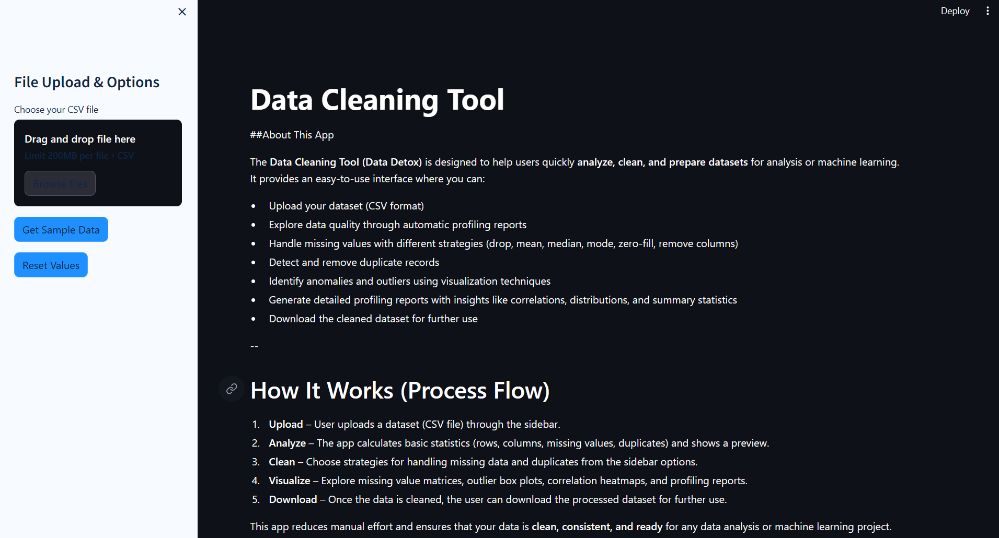 Deploy
File Upload & Options
Choose your CSV file
Drag and drop file here
Limit 200MB per file • CSV
Browse files
Get Sample Data
Reset Values
Data Cleaning Tool
##About This App
The Data Cleaning Tool (Data Detox) is designed to help users quickly analyze, clean, and prepare datasets for analysis or machine learning.
It provides an easy-to-use interface where you can:
• Upload your dataset (CSV format)
• Explore data quality through automatic profiling reports
• Handle missing values with different strategies (drop, mean, median, mode, zero-fill, remove columns)
• Detect and remove duplicate records
• Identify anomalies and outliers using visualization techniques
• Generate detailed profiling reports with insights like correlations, distributions, and summary statistics
• Download the cleaned dataset for further use
--
How It Works (Process Flow)
1. Upload – User uploads a dataset (CSV file) through the sidebar.
2. Analyze – The app calculates basic statistics (rows, columns, missing values, duplicates) and shows a preview.
3. Clean – Choose strategies for handling missing data and duplicates from the sidebar options.
4. Visualize – Explore missing value matrices, outlier box plots, correlation heatmaps, and profiling reports.
5. Download – Once the data is cleaned, the user can download the processed dataset for further use.
This app reduces manual effort and ensures that your data is clean, consistent, and ready for any data analysis or machine learning project.